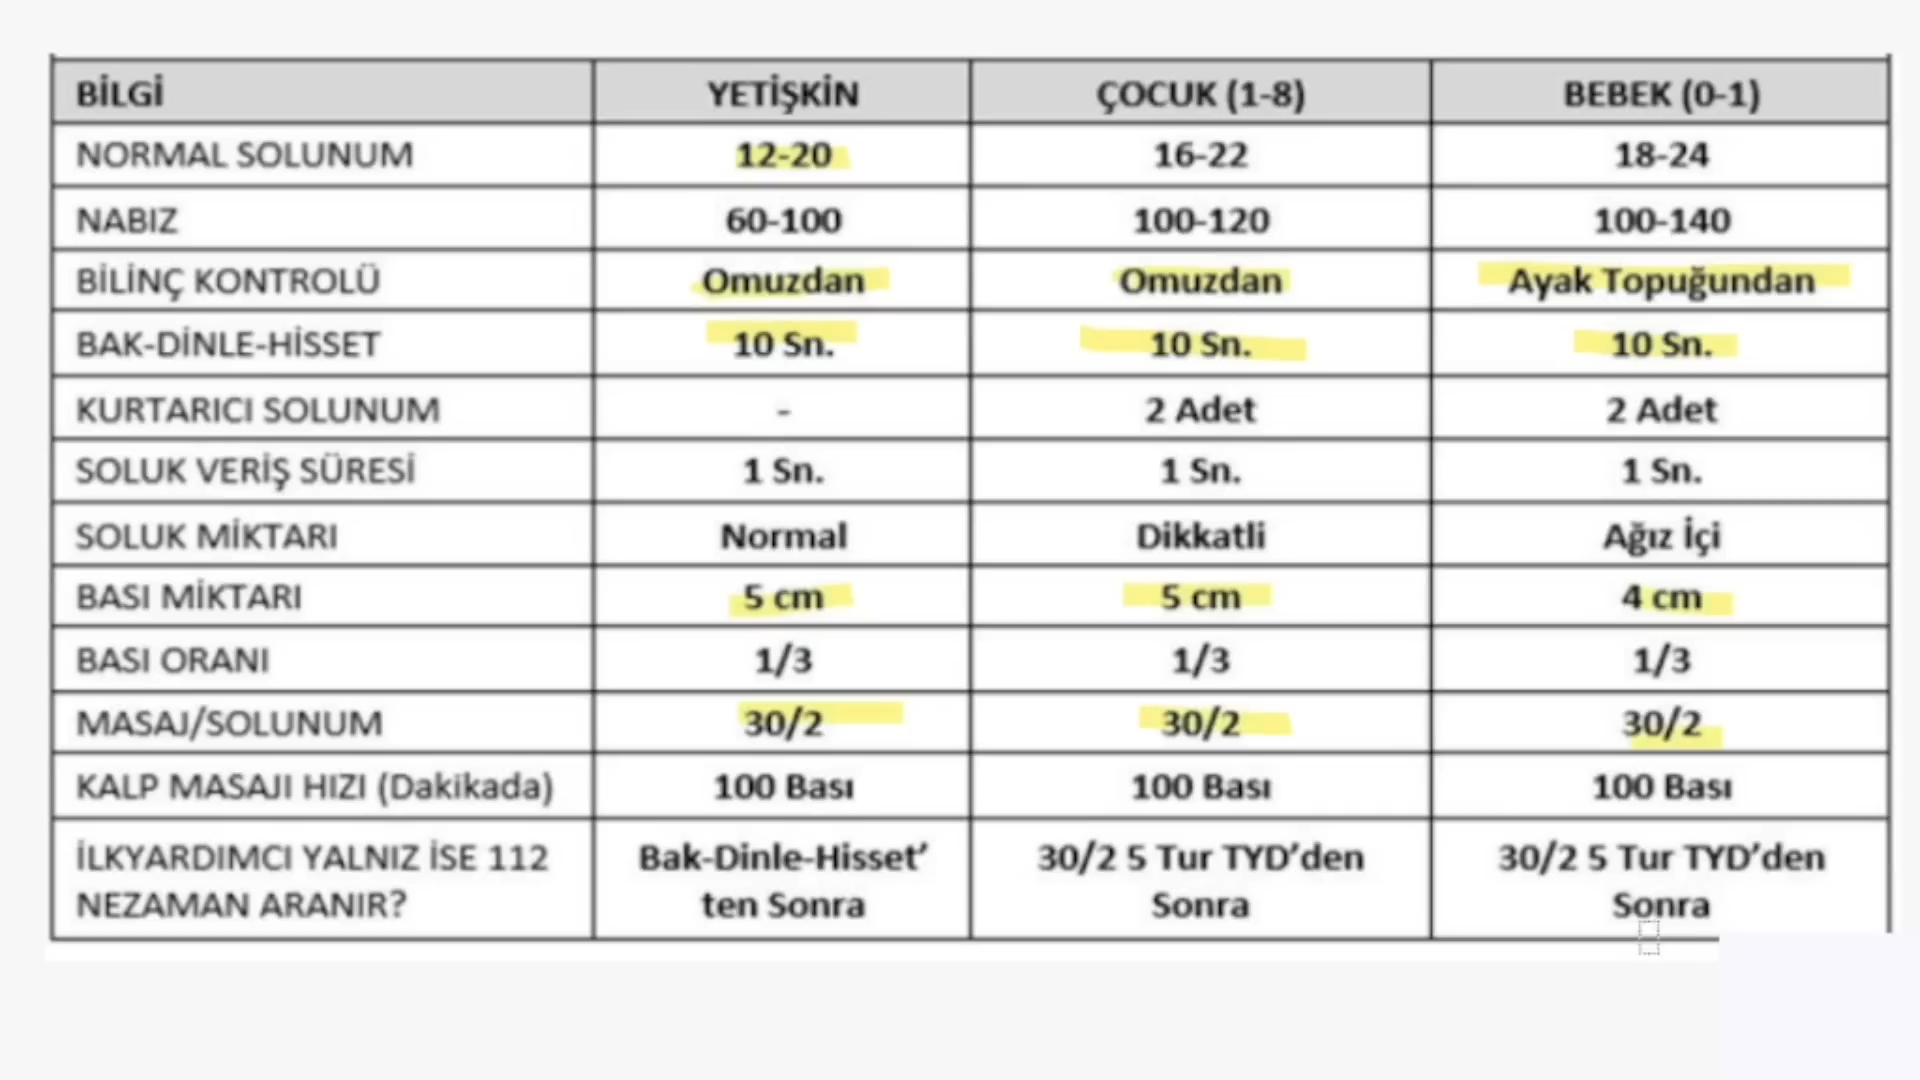 BİLGİ YETİŞKİN ÇOCUK (1-8) BEBEK (0-1)
NORMAL SOLUNUM 12-20 16-22 18-24
NABIZ 60-100 100-120 100-140
BİLİNÇ KONTROLÜ Omuzdan Omuzdan Ayak Topuğundan
BAK-DİNLE-HİSSET 10 Sn. 10 Sn. 10 Sn.
KURTARICI SOLUNUM - 2 Adet 2 Adet
SOLUK VERİŞ SÜRESİ 1 Sn. 1 Sn. 1 Sn.
SOLUK MİKTARI Normal Dikkatli Ağız İçi
BASI MİKTARI 5 cm 5 cm 4 cm
BASI ORANI 1/3 1/3 1/3
MASAJ/SOLUNUM 30/2 30/2 30/2
KALP MASAJI HIZI (Dakikada) 100 Bası 100 Bası 100 Bası
İLKYARDIMCI YALNIZ İSE 112 Bak-Dinle-Hisset’ 30/2 5 Tur TYD’den 30/2 5 Tur TYD’den
NEZAMAN ARANIR? ten Sonra Sonra Sonra